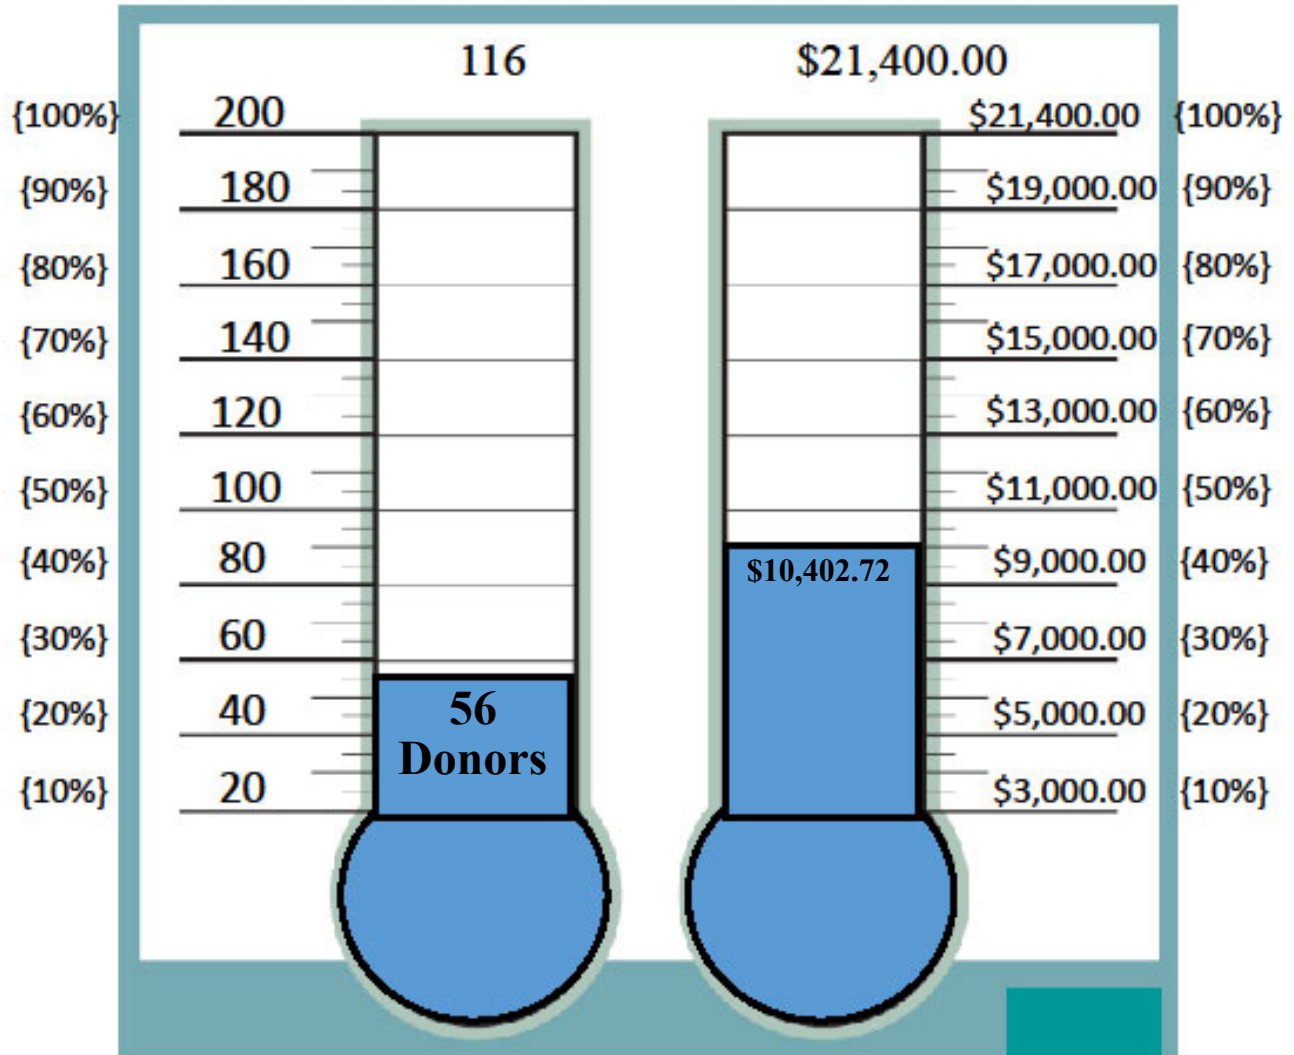 116 $21,400.00
{100%} 200 $21,400.00 {100%}
{90%} 180 $19,000.00 {90%}
{80%} 160 $17,000.00 {80%}
{70%} 140 $15,000.00 {70%}
{60%} 120 $13,000.00 {60%}
{50%} 100 $11,000.00 {50%}
{40%} 80 $10,402.72 $9,000.00 {40%}
{30%} 60 $7,000.00 {30%}
{20%} 40 56 $5,000.00 {20%}
Donors
{10%} 20 $3,000.00 {10%}